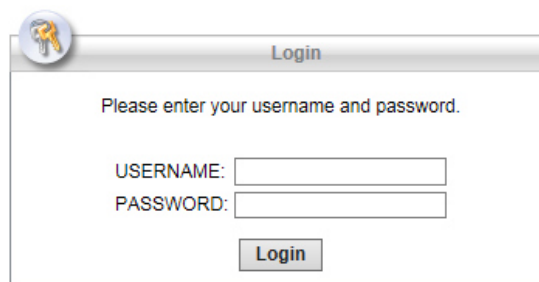 Login
Please enter your username and password.
USERNAME:
PASSWORD:
Login